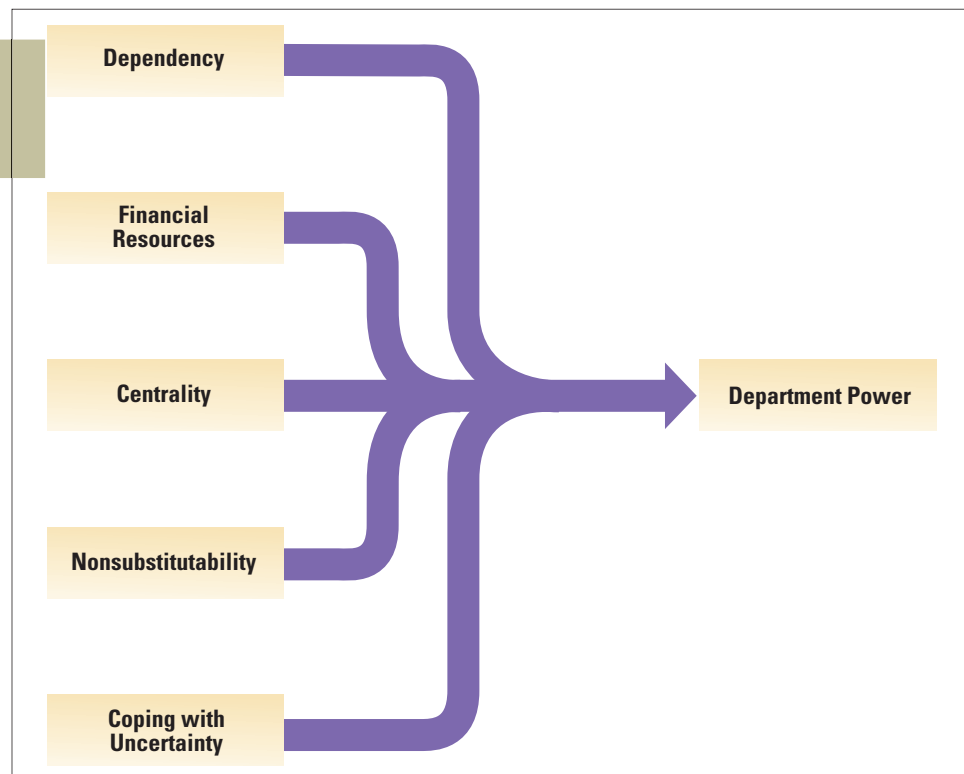 Dependency
Financial
Resources
Centrality
Department Power
Nonsubstitutability
Coping with
Uncertainty